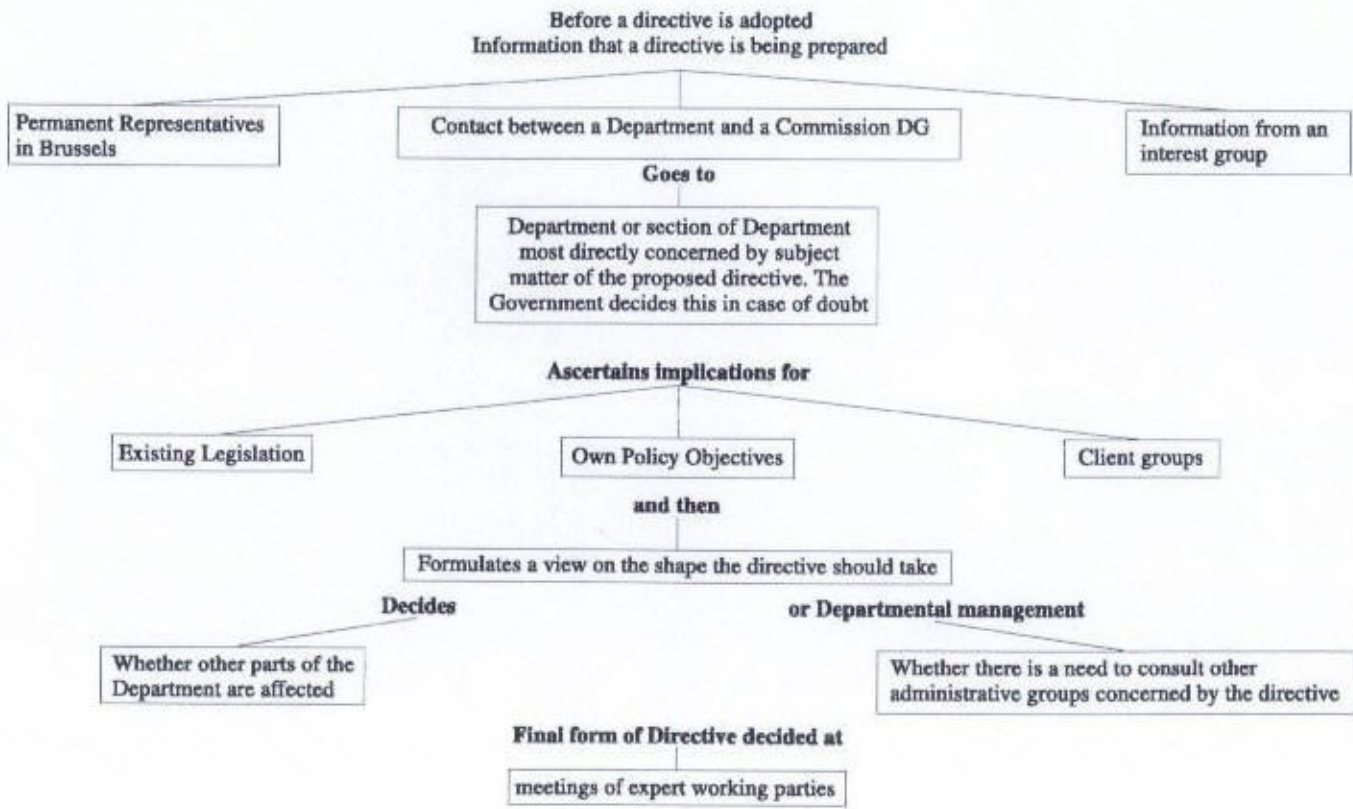 Before a directive is adopted
Information that a directive is being prepared
Permanent Representatives
in Brussels
Contact between a Department and a Commission DG
Information from an
interest group
Goes to
Department or section of Department
most directly concerned by subject
matter of the proposed directive. The
Government decides this in case of doubt
Ascertains implications for
Existing Legislation
Own Policy Objectives
Client groups
and then
Formulates a view on the shape the directive should take
Decides
or Departmental management
Whether other parts of the
Department are affected
Whether there is a need to consult other
administrative groups concerned by the directive
Final form of Directive decided at
meetings of expert working parties